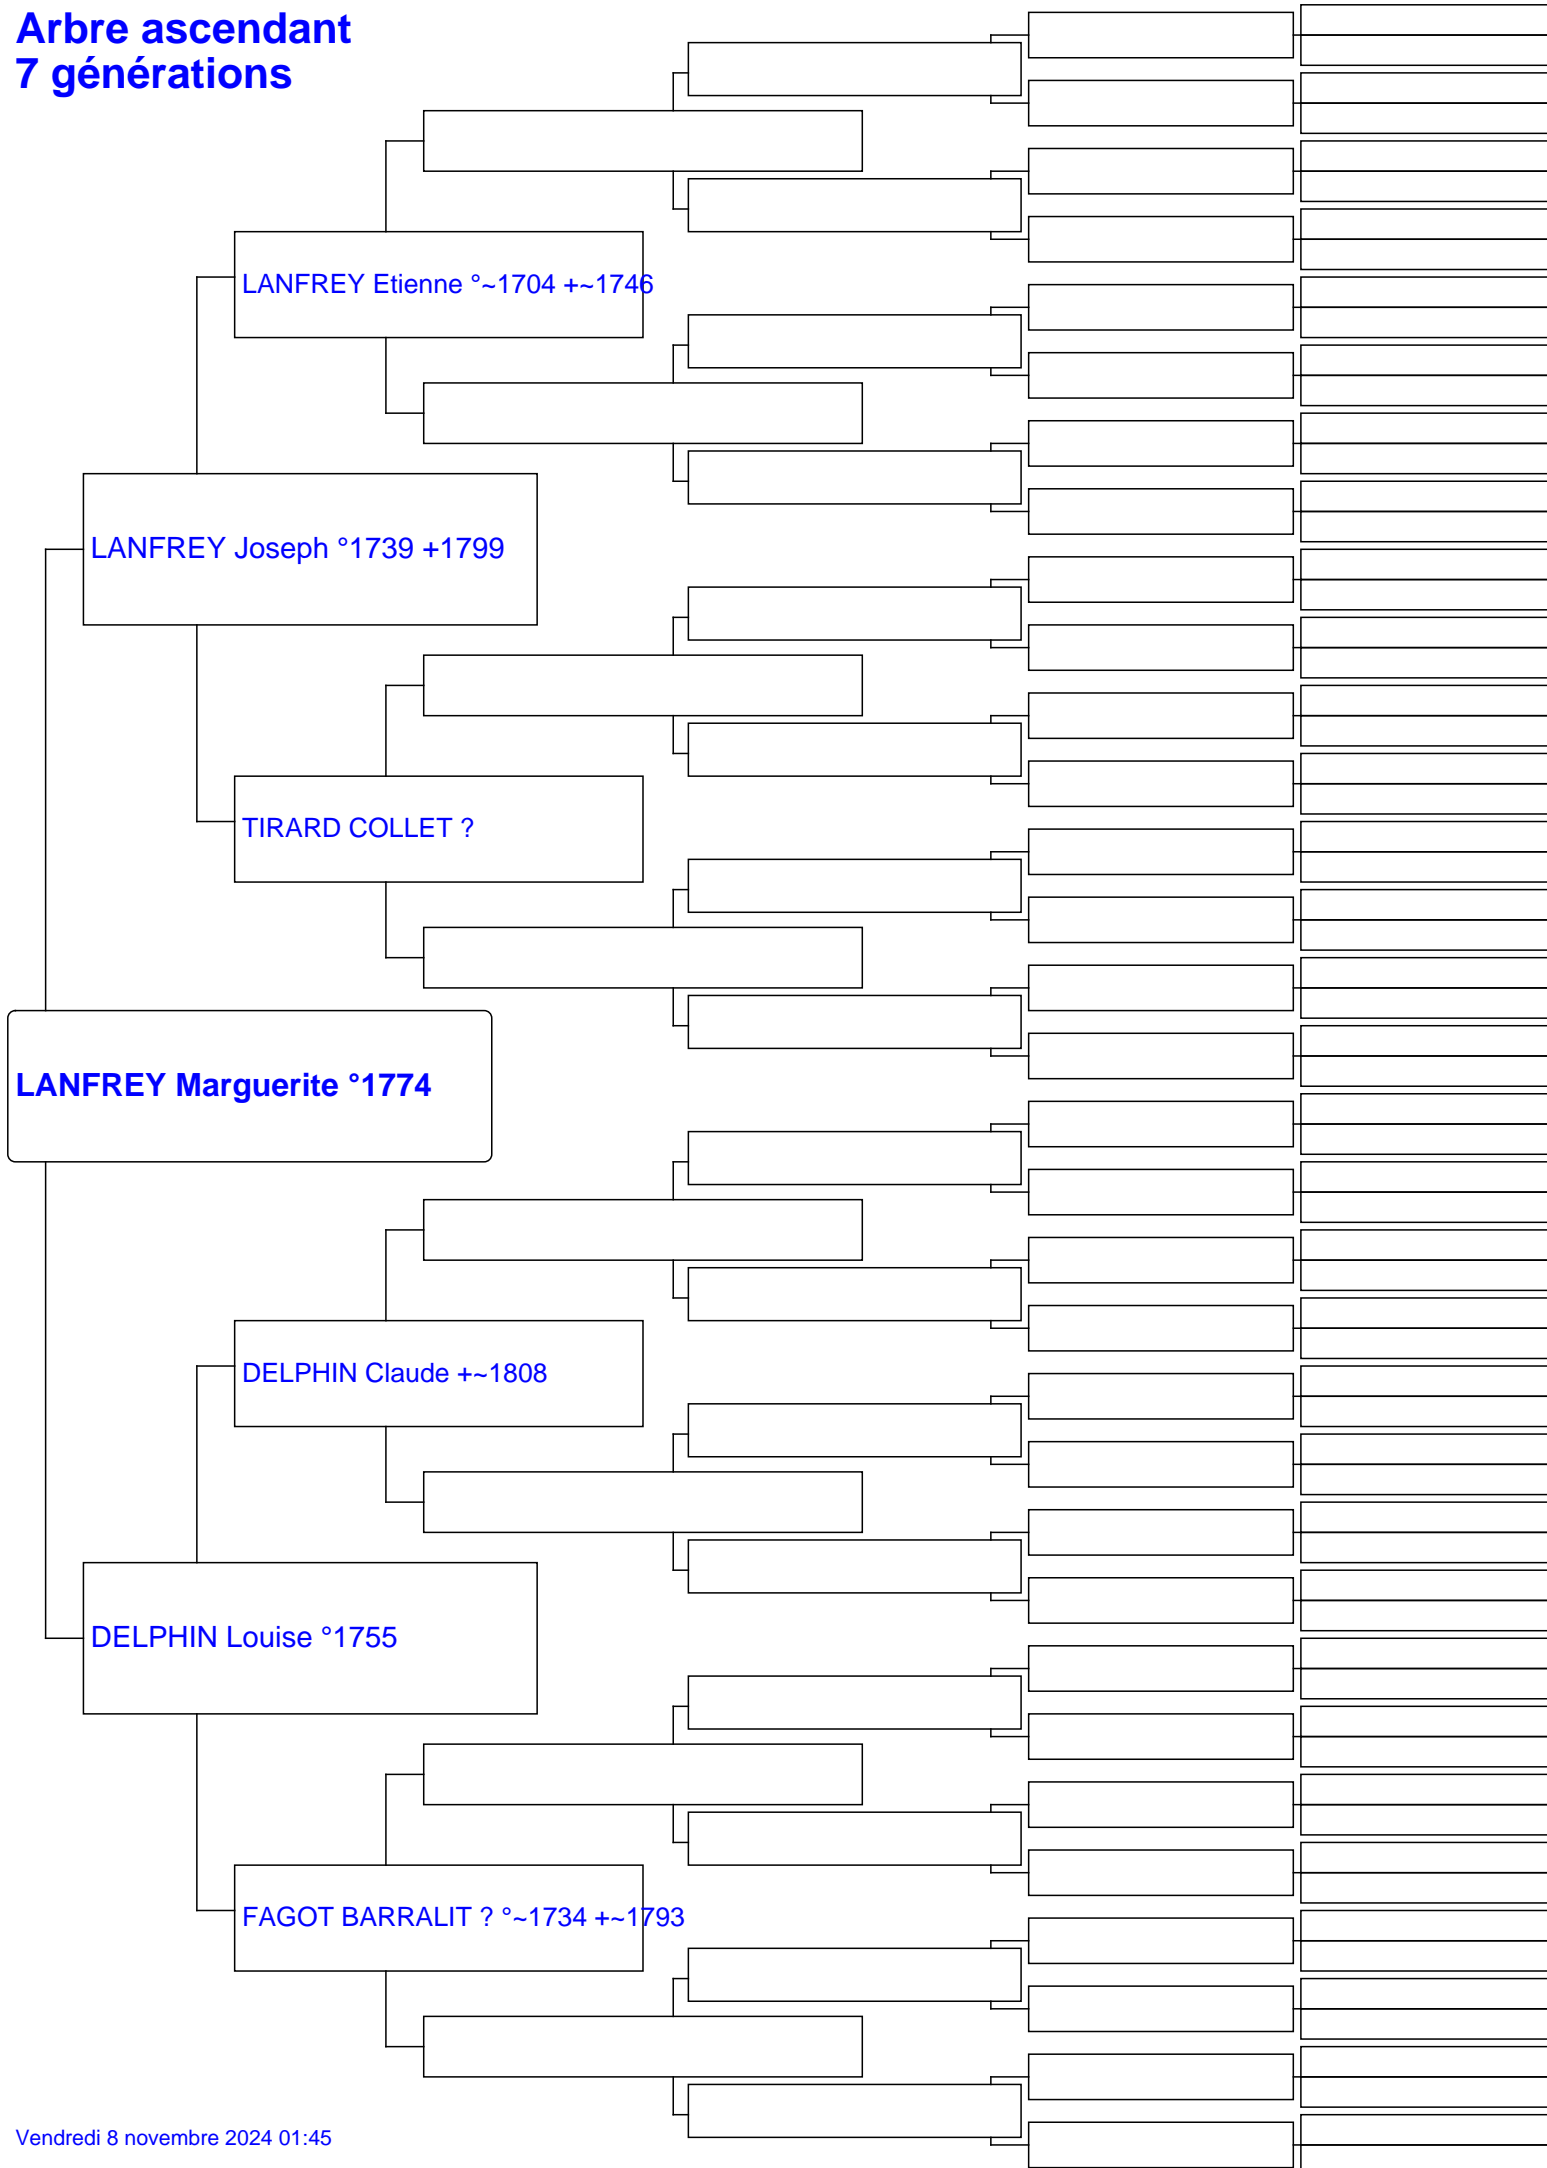 Arbre ascendant
7 générations
LANFREY Etienne °~1704 +~1746
LANFREY Joseph °1739 +1799
TIRARD COLLET ?
LANFREY Marguerite °1774
DELPHIN Claude +~1808
DELPHIN Louise °1755
FAGOT BARRALIT ? °~1734 +~1793
Vendredi 8 novembre 2024 01:45